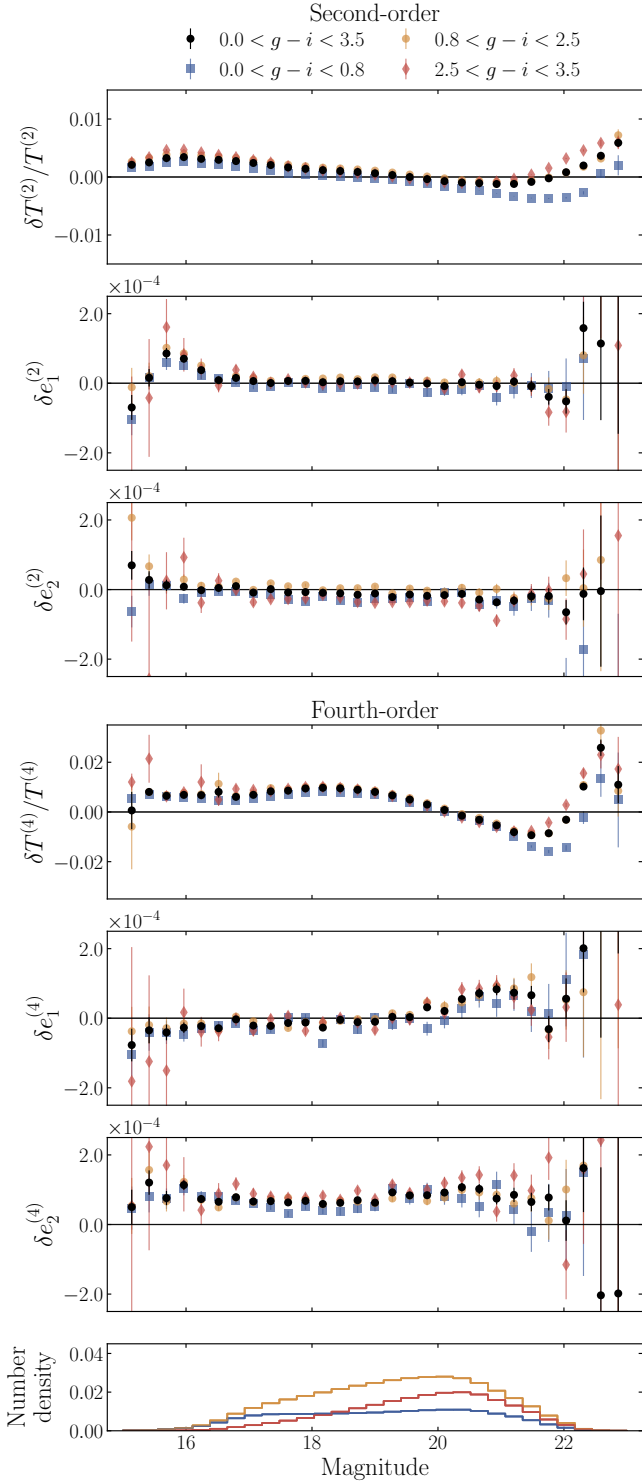 Second-order
0.0 < g − i < 3.5
0.8 < g − i < 2.5
0.0 < g − i < 0.8
2.5 < g − i < 3.5
0.01
0.00
−0.01
δT⁽²⁾/T⁽²⁾
×10⁻⁴
2.0
0.0
−2.0
δe₁⁽²⁾
×10⁻⁴
2.0
0.0
−2.0
δe₂⁽²⁾
Fourth-order
0.02
0.00
−0.02
δT⁽⁴⁾/T⁽⁴⁾
×10⁻⁴
2.0
0.0
−2.0
δe₁⁽⁴⁾
×10⁻⁴
2.0
0.0
−2.0
δe₂⁽⁴⁾
0.04
0.02
0.00
Number
density
16
18
20
22
Magnitude